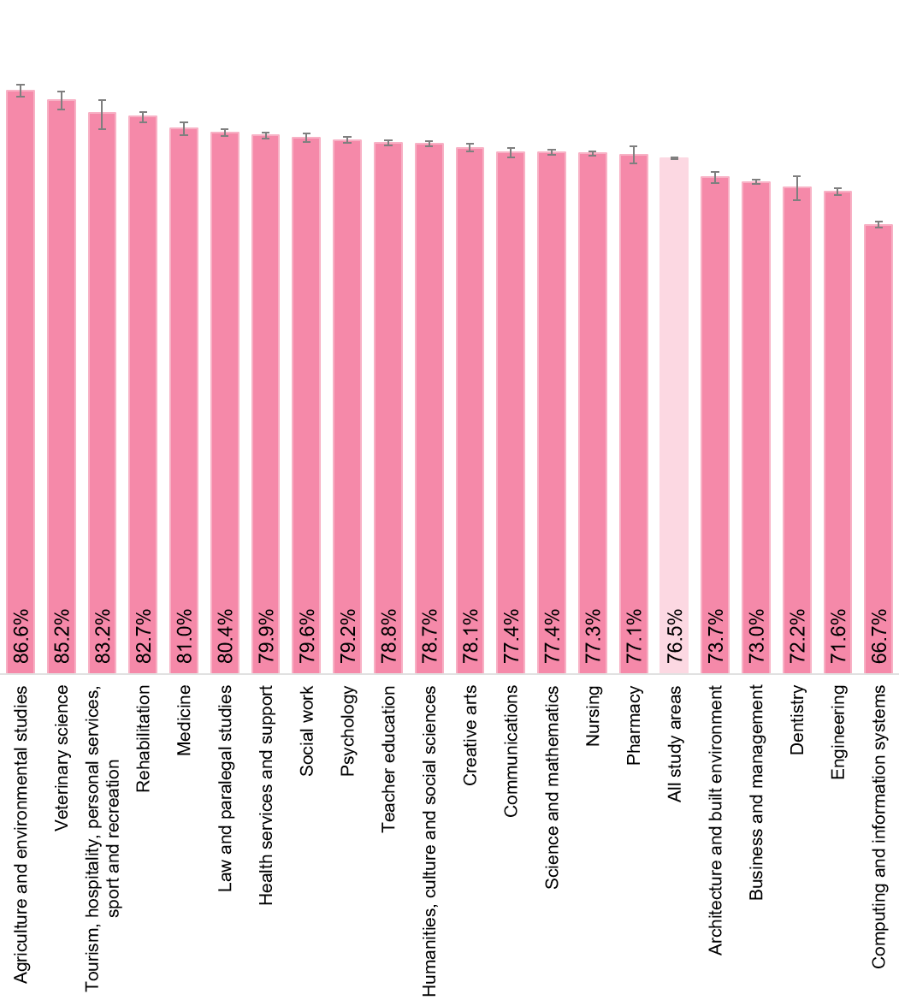 86.6%
85.2%
83.2%
82.7%
81.0%
80.4%
79.9%
79.6%
79.2%
78.8%
78.7%
78.1%
77.4%
77.4%
77.3%
77.1%
76.5%
73.7%
73.0%
72.2%
71.6%
66.7%
Agriculture and environmental studies
Veterinary science
Tourism, hospitality, personal services,
sport and recreation
Rehabilitation
Medicine
Law and paralegal studies
Health services and support
Social work
Psychology
Teacher education
Humanities, culture and social sciences
Creative arts
Communications
Science and mathematics
Nursing
Pharmacy
All study areas
Architecture and built environment
Business and management
Dentistry
Engineering
Computing and information systems